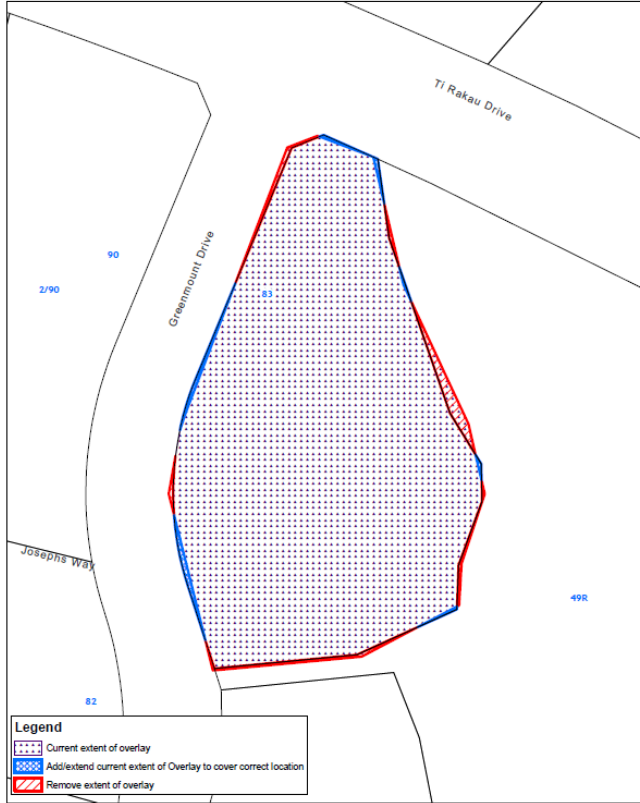 Ti Rakau Drive
90
Greenmount Drive
2/90
83
Josephs Way
49R
82
Legend
Current extent of overlay
Add/extend current extent of Overlay to cover correct location
Remove extent of overlay